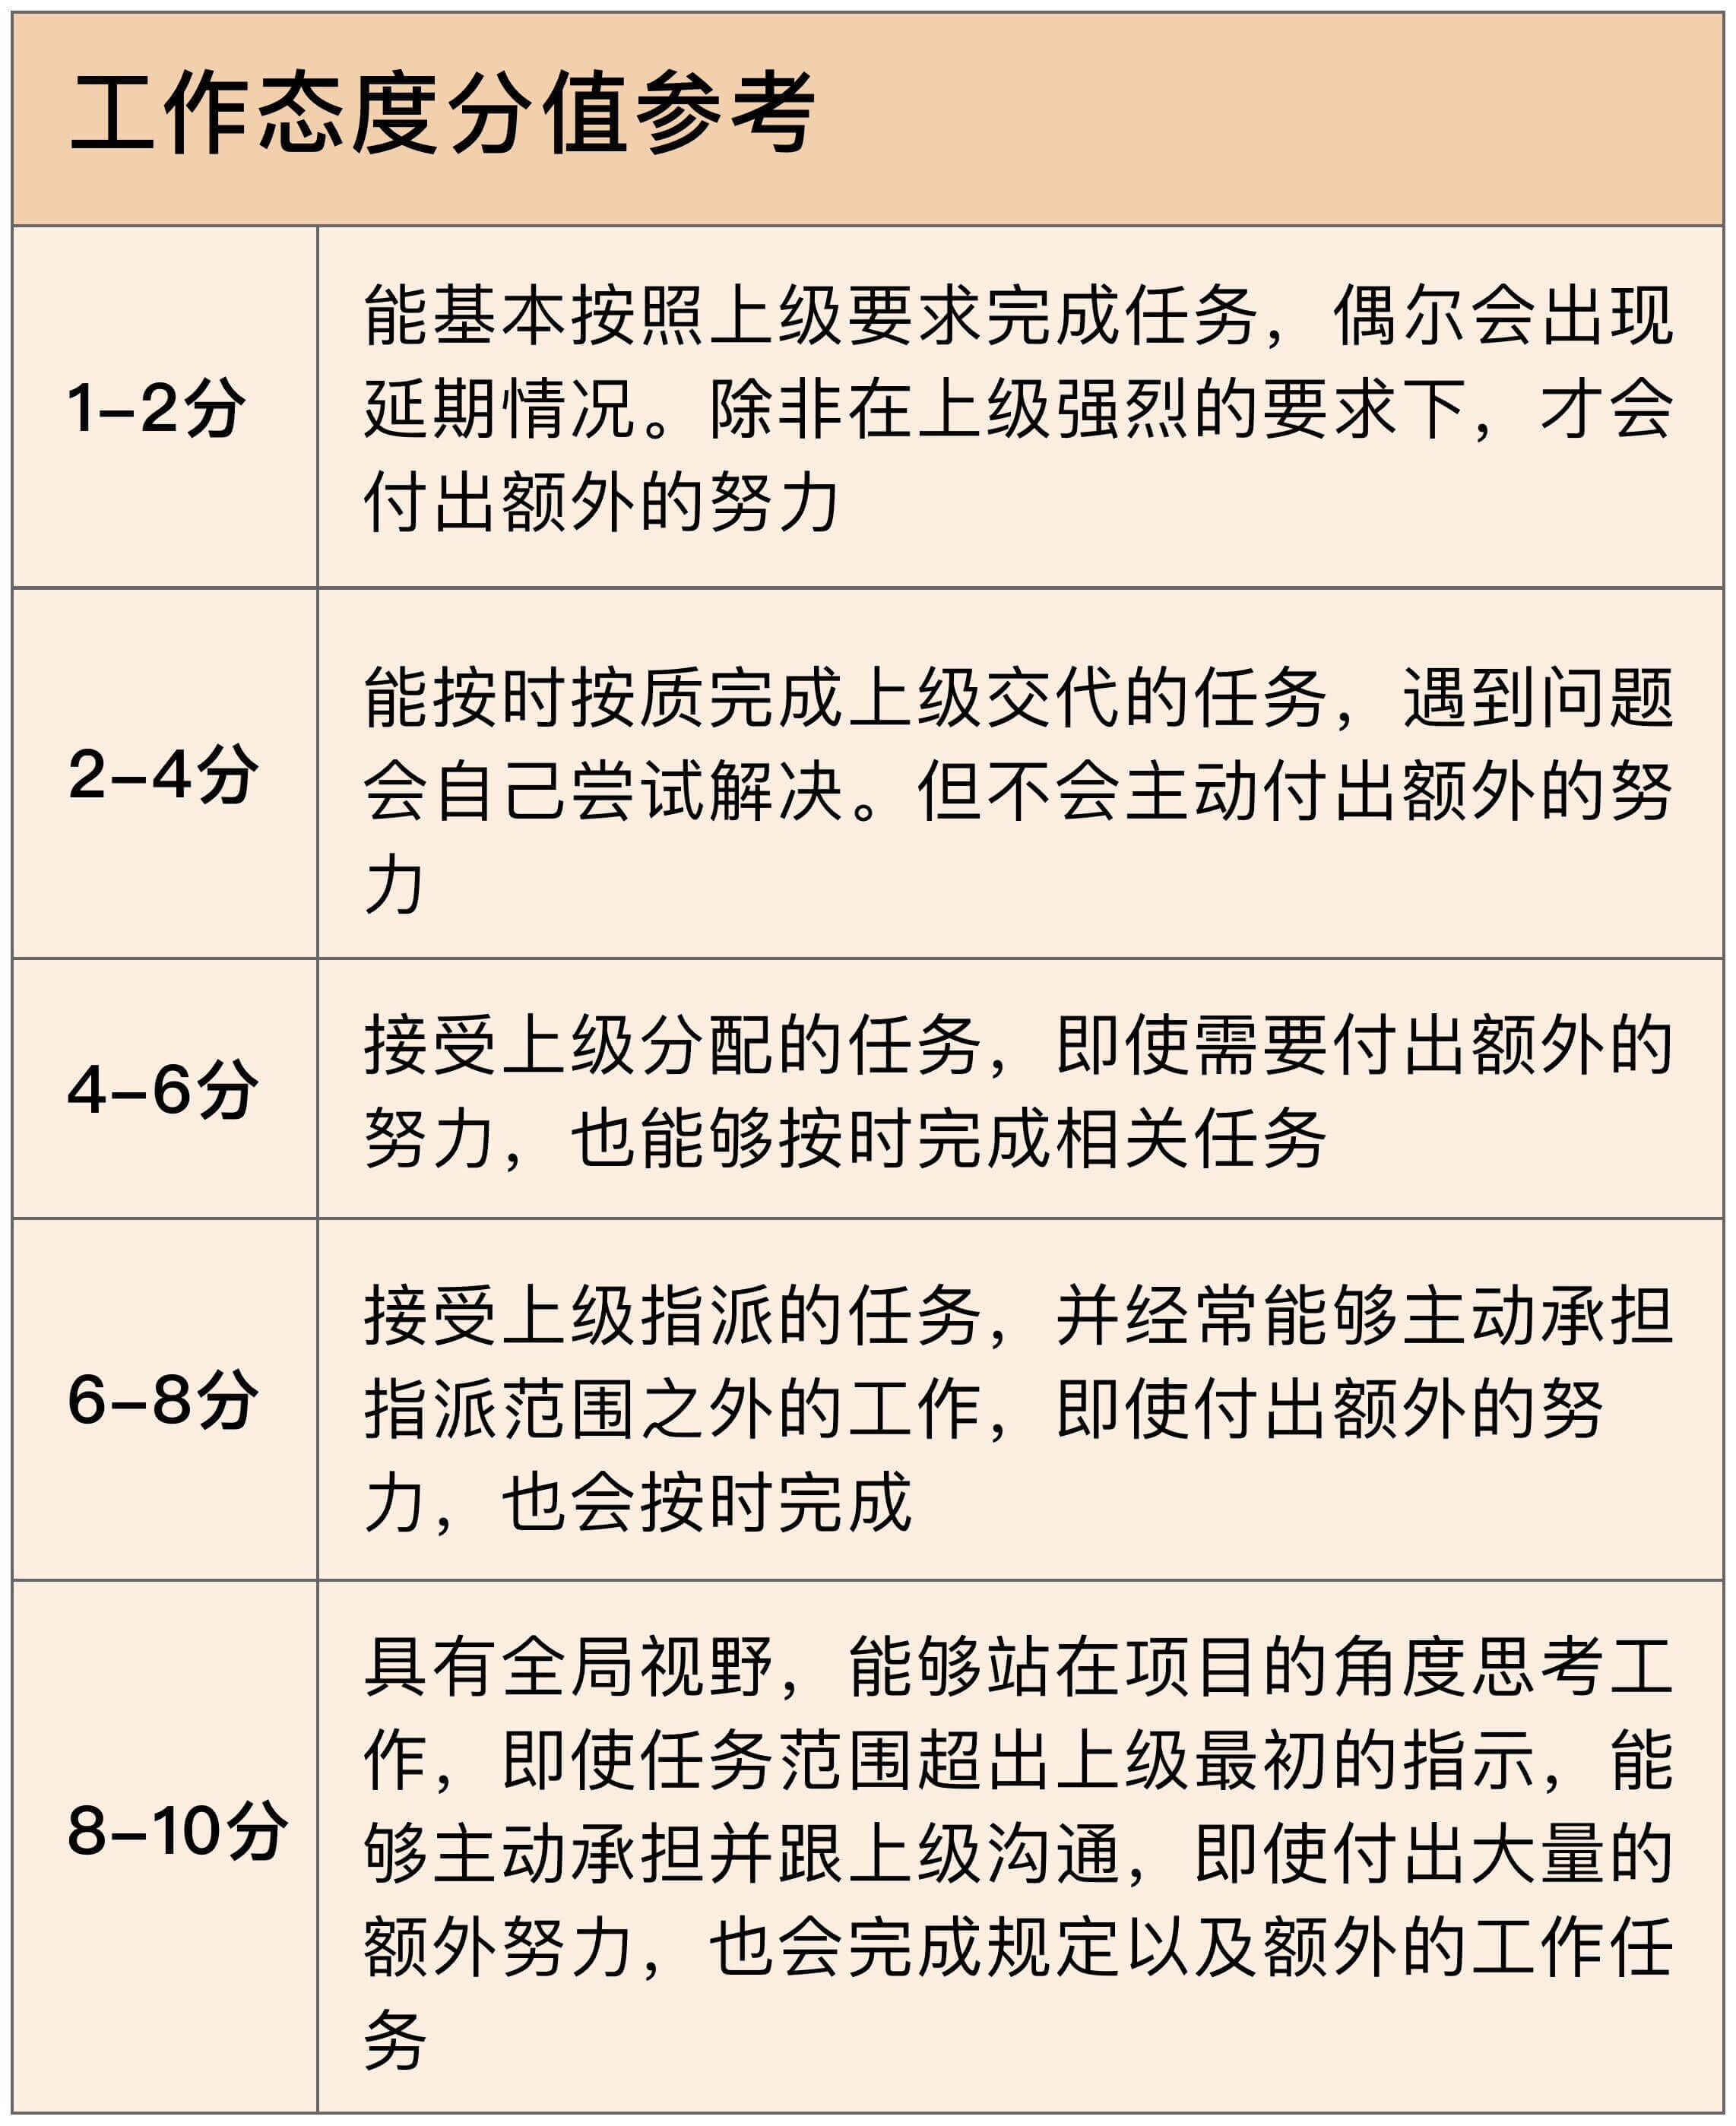 工作态度分值参考
1–2分
能基本按照上级要求完成任务，偶尔会出现
延期情况。除非在上级强烈的要求下，才会
付出额外的努力
2–4分
能按时按质完成上级交代的任务，遇到问题
会自己尝试解决。但不会主动付出额外的努
力
4–6分
接受上级分配的任务，即使需要付出额外的
努力，也能够按时完成相关任务
6–8分
接受上级指派的任务，并经常能够主动承担
指派范围之外的工作，即使付出额外的努
力，也会按时完成
8–10分
具有全局视野，能够站在项目的角度思考工
作，即使任务范围超出上级最初的指示，能
够主动承担并跟上级沟通，即使付出大量的
额外努力，也会完成规定以及额外的工作任
务